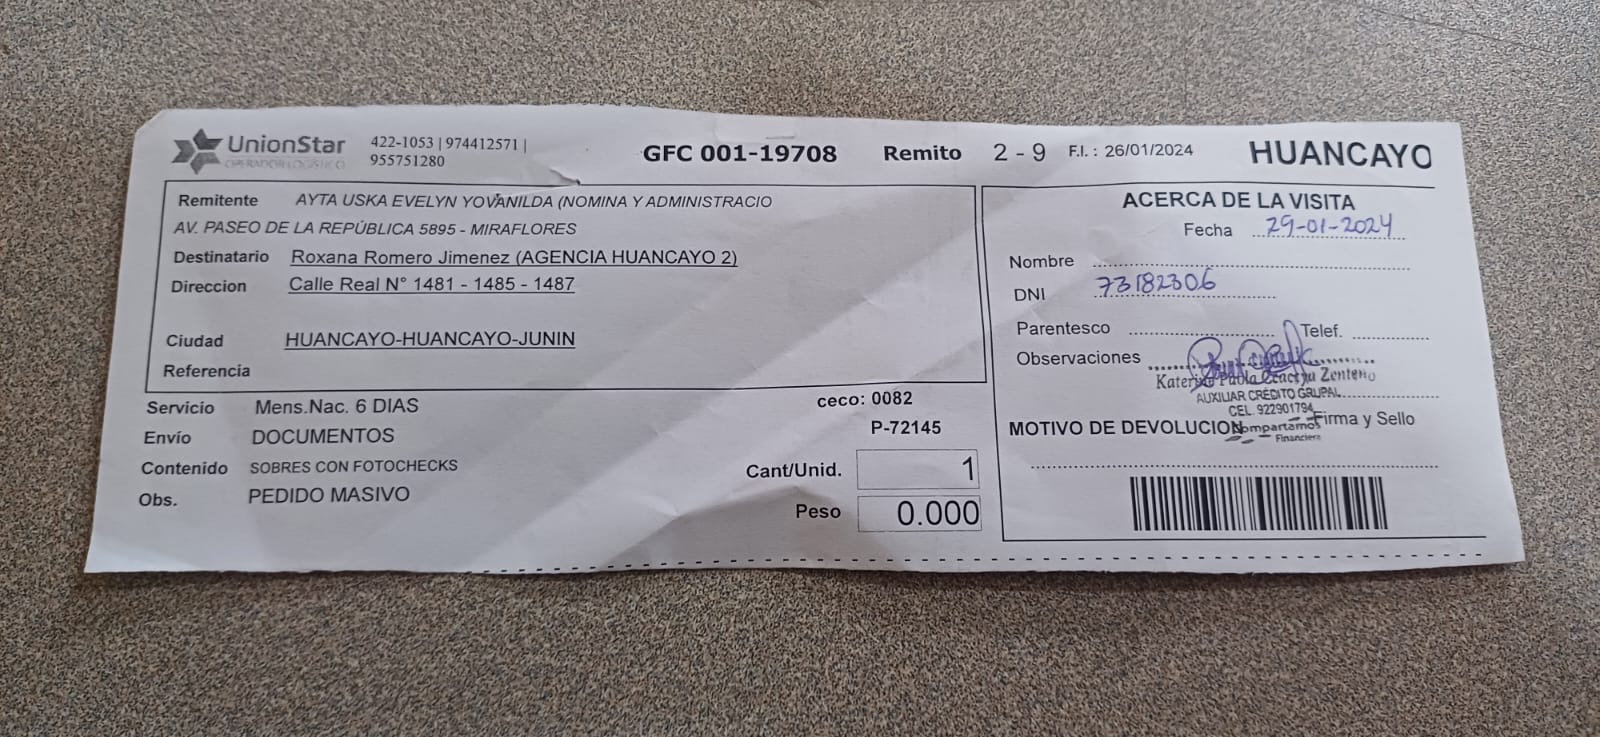 UnionStar
OPERADOR LOGÍSTICO
422-1053 | 974412571 |
955751280
GFC 001-19708
Remito 2 - 9
F.I. : 26/01/2024
HUANCAYO
Remitente AYTA USKA EVELYN YOVANILDA (NOMINA Y ADMINISTRACIO
AV. PASEO DE LA REPÚBLICA 5895 - MIRAFLORES
Destinatario Roxana Romero Jimenez (AGENCIA HUANCAYO 2)
Direccion Calle Real N° 1481 - 1485 - 1487
Ciudad HUANCAYO-HUANCAYO-JUNIN
Referencia
Servicio Mens.Nac. 6 DIAS
Envío DOCUMENTOS
Contenido SOBRES CON FOTOCHECKS
Obs. PEDIDO MASIVO
ceco: 0082
P-72145
Cant/Unid. 1
Peso 0.000
ACERCA DE LA VISITA
Fecha 29-01-2024
Nombre
DNI 73182306
Parentesco Telef.
Observaciones
Paola Zenteno
AUXILIAR CRÉDITO GRUPAL
CEL. 922901794
Firma y Sello
MOTIVO DE DEVOLUCION
Compartamos
Financiera